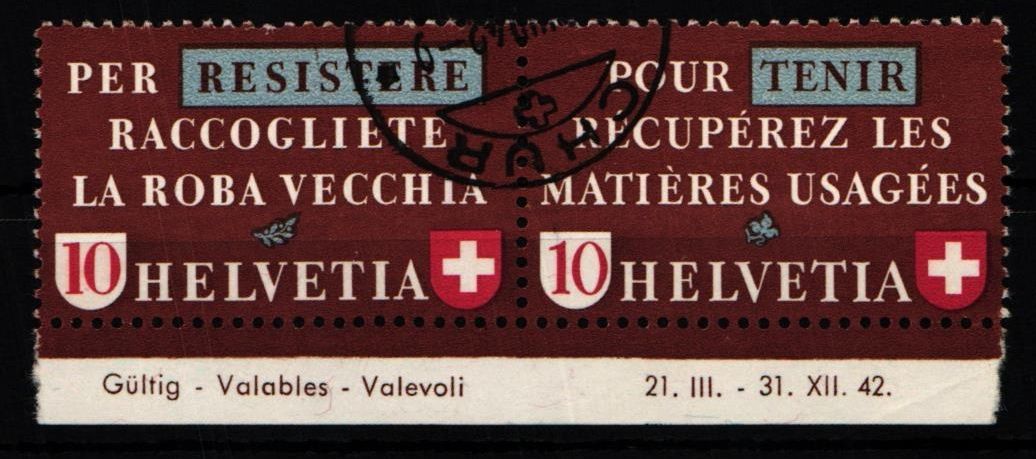 PER RESISTERE
RACCOGLIETE
LA ROBA VECCHIA
10 HELVETIA
POUR TENIR
RÉCUPÉREZ LES
MATIÈRES USAGÉES
10 HELVETIA
CHUR
Gültig - Valables - Valevoli 21. III. - 31. XII. 42.